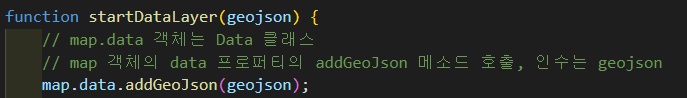 function startDataLayer(geojson) {
// map.data 객체는 Data 클래스
// map 객체의 data 프로퍼티의 addGeoJson 메소드 호출, 인수는 geojson
map.data.addGeoJson(geojson);